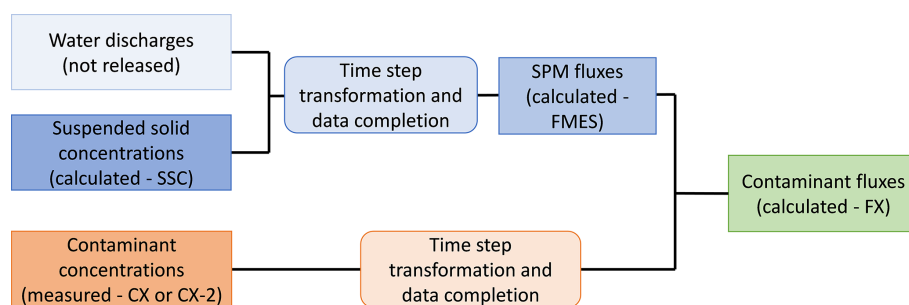 Water discharges
(not released)
Suspended solid
concentrations
(calculated - SSC)
Time step
transformation and
data completion
SPM fluxes
(calculated -
FMES)
Contaminant fluxes
(calculated - FX)
Contaminant
concentrations
(measured - CX or CX-2)
Time step
transformation and
data completion